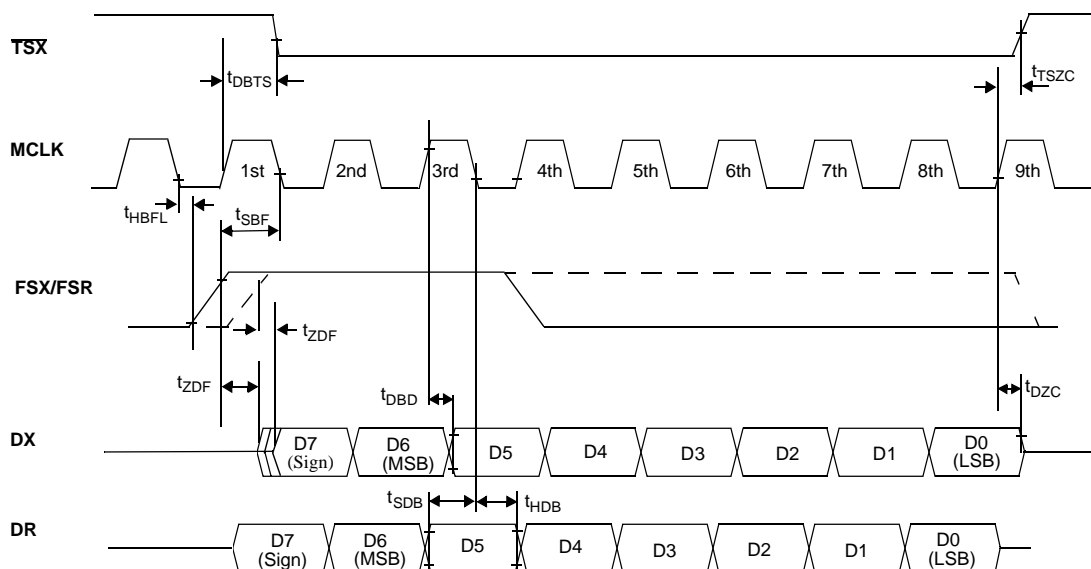 TSX
tDBTS
tTSZC
MCLK
1st 2nd 3rd 4th 5th 6th 7th 8th 9th
tHBFL
tSBF
FSX/FSR
tZDF
tZDF
tDBD
tDZC
DX
D7 D6 D5 D4 D3 D2 D1 D0
(Sign) (MSB) (LSB)
tSDB
tHDB
DR
D7 D6 D5 D4 D3 D2 D1 D0
(Sign) (MSB) (LSB)